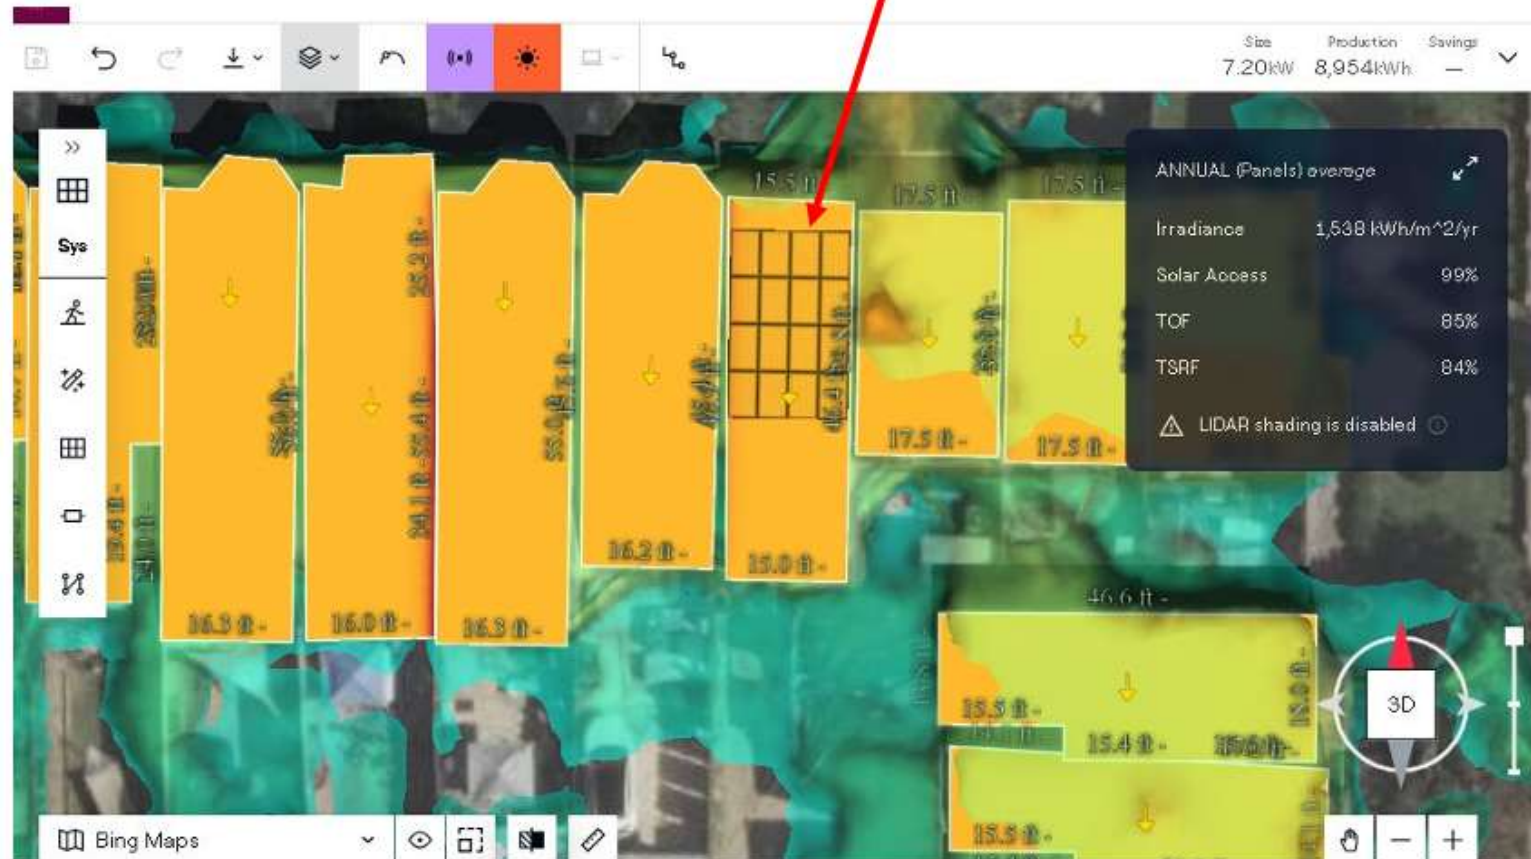 Size Production Savings
7.20kW 8,954kWh —
ANNUAL (Panels) average
Irradiance 1,538 kWh/m^2/yr
Solar Access 99%
TOF 85%
TSRF 84%
LIDAR shading is disabled
Sys
15.5 ft
17.5 ft -
17.5 ft -
25.2 ft -
17.5 ft -
17.5 ft -
16.2 ft -
15.0 ft -
16.3 ft -
16.0 ft -
16.3 ft -
46.6 ft -
15.5 ft -
15.4 ft -
15.5 ft -
3D
Bing Maps